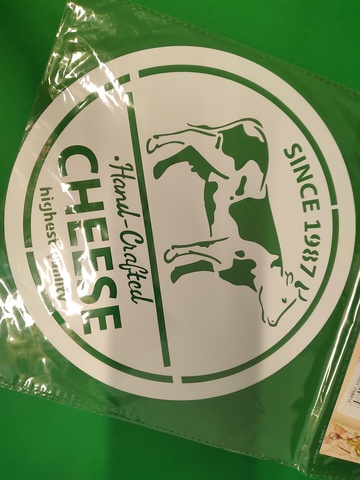 SINCE 1987
·Hand-Crafted
CHEESE
highest quality